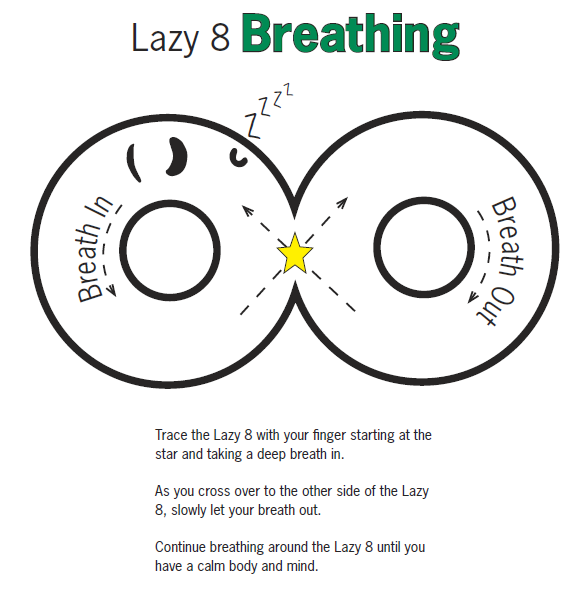 Lazy 8 Breathing
Z Z Z Z
Breath In
Breath Out
Trace the Lazy 8 with your finger starting at the
star and taking a deep breath in.
As you cross over to the other side of the Lazy
8, slowly let your breath out.
Continue breathing around the Lazy 8 until you
have a calm body and mind.